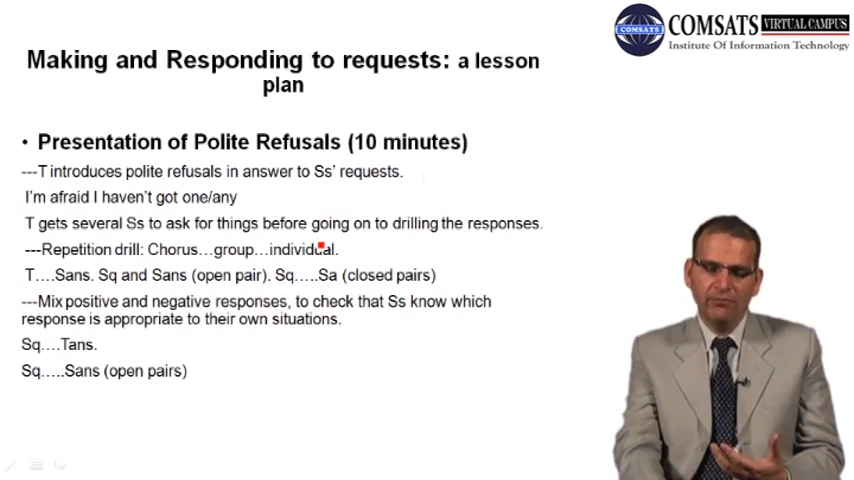 COMSATS VIRTUAL CAMPUS
Institute Of Information Technology
COMSATS
Making and Responding to requests: a lesson
plan
• Presentation of Polite Refusals (10 minutes)
---T introduces polite refusals in answer to Ss' requests.
I'm afraid I haven't got one/any
T gets several Ss to ask for things before going on to drilling the responses.
---Repetition drill: Chorus…group…individual.
T….Sans. Sq and Sans (open pair). Sq…..Sa (closed pairs)
---Mix positive and negative responses, to check that Ss know which
response is appropriate to their own situations.
Sq….Tans.
Sq…..Sans (open pairs)